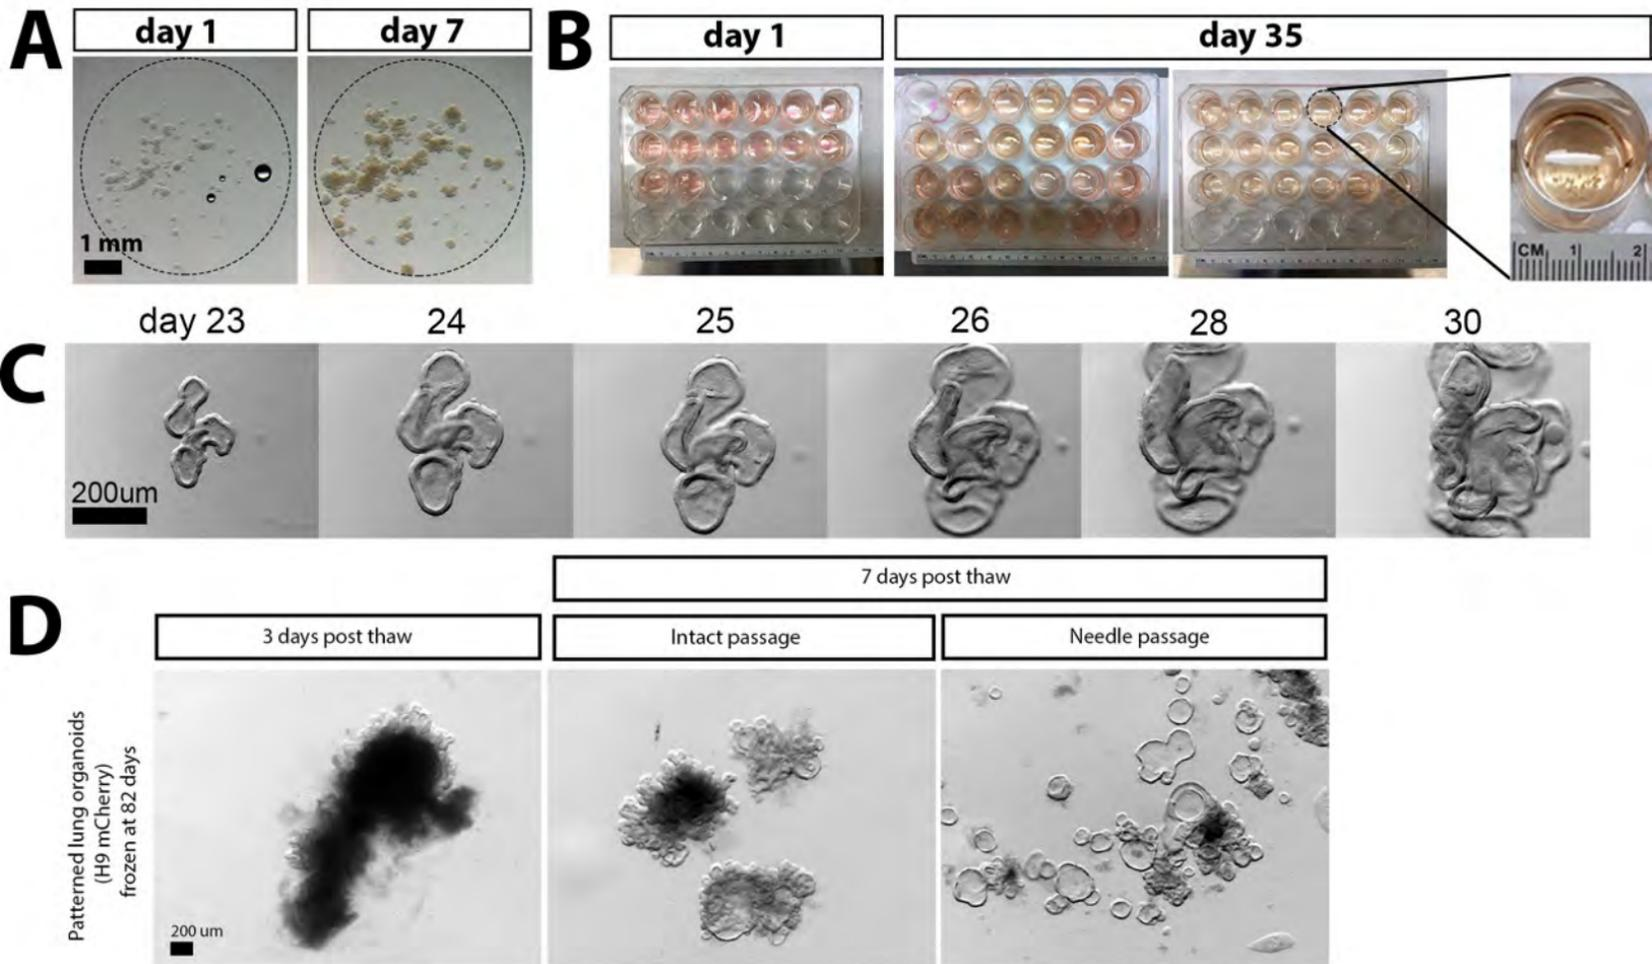 A
day 1
day 7
1 mm
B
day 1
day 35
CM 1 2
C
day 23
24
25
26
28
30
200um
D
7 days post thaw
3 days post thaw
Intact passage
Needle passage
Patterned lung organoids
(H9 mCherry)
frozen at 82 days
200 um